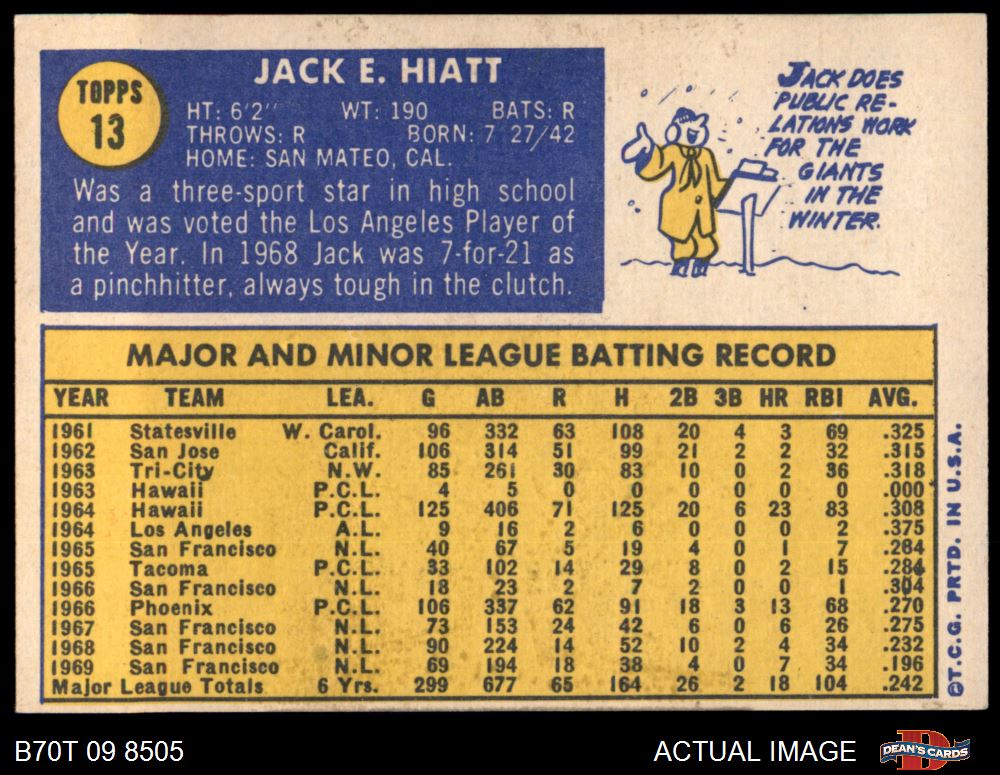 TOPPS
13
JACK E. HIATT
HT: 6'2" WT: 190 BATS: R
THROWS: R BORN: 7 27/42
HOME: SAN MATEO, CAL.
Was a three-sport star in high school
and was voted the Los Angeles Player of
the Year. In 1968 Jack was 7-for-21 as
a pinchhitter, always tough in the clutch.
JACK DOES
PUBLIC RE-
LATIONS WORK
FOR THE
GIANTS
IN THE
WINTER.
MAJOR AND MINOR LEAGUE BATTING RECORD
YEAR TEAM LEA. G AB R H 2B 3B HR RBI AVG.
1961 Statesville W. Carol. 96 332 63 108 20 4 3 69 .325
1962 San Jose Calif. 106 314 51 99 21 2 2 32 .315
1963 Tri-City N.W. 85 261 30 83 10 0 2 36 .318
1963 Hawaii P.C.L. 4 5 0 0 0 0 0 0 .000
1964 Hawaii P.C.L. 125 406 71 125 20 6 23 83 .308
1964 Los Angeles A.L. 9 16 2 6 0 0 0 2 .375
1965 San Francisco N.L. 40 67 5 19 4 0 1 7 .284
1965 Tacoma P.C.L. 33 102 14 29 8 0 2 15 .284
1966 San Francisco N.L. 18 23 2 7 2 0 0 1 .304
1966 Phoenix P.C.L. 106 337 62 91 18 3 13 68 .270
1967 San Francisco N.L. 73 153 24 42 6 0 6 26 .275
1968 San Francisco N.L. 90 224 14 52 10 2 4 34 .232
1969 San Francisco N.L. 69 194 18 38 4 0 7 34 .196
Major League Totals 6 Yrs. 299 677 65 164 26 2 18 104 .242
©T.C.G. PRTD. IN U.S.A.
B70T 09 8505
ACTUAL IMAGE
D
DEAN'S CARDS